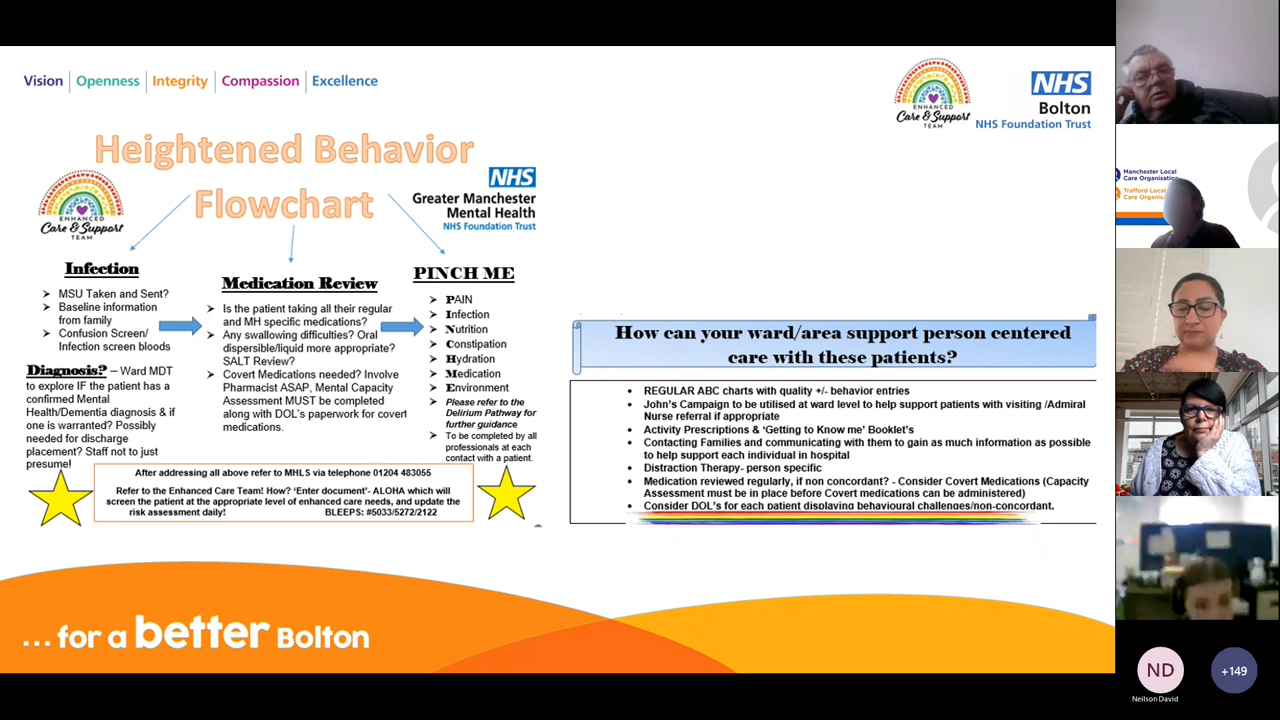 Vision Openness Integrity Compassion Excellence
ENHANCED
Care & Support
TEAM
NHS
Bolton
NHS Foundation Trust
Heightened Behavior
Flowchart
ENHANCED
Care & Support
TEAM
NHS
Greater Manchester
Mental Health
NHS Foundation Trust
Infection
MSU Taken and Sent?
Baseline information
from family
Confusion Screen/
Infection screen bloods
Diagnosis? – Ward MDT
to explore IF the patient has a
confirmed Mental
Health/Dementia diagnosis & if
one is warranted? Possibly
needed for discharge
placement? Staff not to just
presume!
Medication Review
Is the patient taking all their regular
and MH specific medications?
Any swallowing difficulties? Oral
dispersible/liquid more appropriate?
SALT Review?
Covert Medications needed? Involve
Pharmacist ASAP, Mental Capacity
Assessment MUST be completed
along with DOL's paperwork for covert
medications.
PINCH ME
PAIN
Infection
Nutrition
Constipation
Hydration
Medication
Environment
Please refer to the
Delirium Pathway for
further guidance
To be completed by all
professionals at each
contact with a patient.
After addressing all above refer to MHLS via telephone 01204 483055
Refer to the Enhanced Care Team! How? 'Enter document'- ALOHA which will
screen the patient at the appropriate level of enhanced care needs, and update the
risk assessment daily! BLEEPS: #5033/5272/2122
How can your ward/area support person centered
care with these patients?
REGULAR ABC charts with quality +/- behavior entries
John's Campaign to be utilised at ward level to help support patients with visiting /Admiral
Nurse referral if appropriate
Activity Prescriptions & 'Getting to Know me' Booklet's
Contacting Families and communicating with them to gain as much information as possible
to help support each individual in hospital
Distraction Therapy- person specific
Medication reviewed regularly, if non concordant? - Consider Covert Medications (Capacity
Assessment must be in place before Covert medications can be administered)
Consider DOL's for each patient displaying behavioural challenges/non-concordant.
...for a better Bolton
Manchester Local
Care Organisation
Trafford Local
Care Organisation
ND
Neilson David
+149